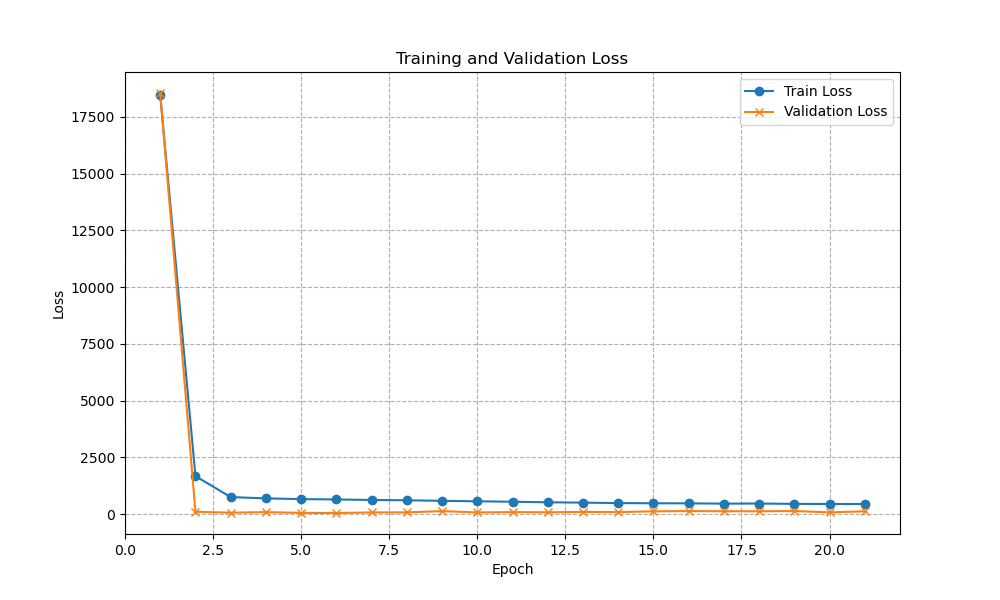 Training and Validation Loss
Train Loss
Validation Loss
17500
15000
12500
10000
7500
5000
2500
0
Loss
0.0 2.5 5.0 7.5 10.0 12.5 15.0 17.5 20.0
Epoch